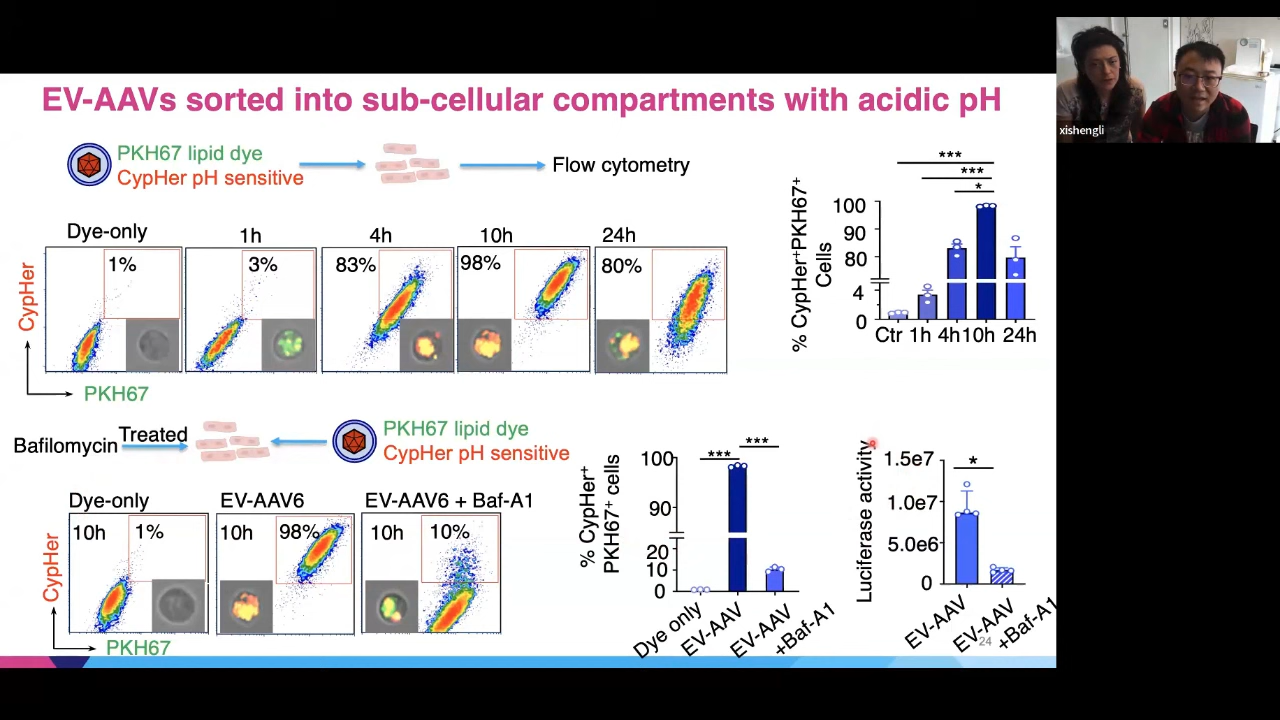 EV-AAVs sorted into sub-cellular compartments with acidic pH
xishengli
PKH67 lipid dye
CypHer pH sensitive
Flow cytometry
Dye-only
1h
4h
10h
24h
1%
3%
83%
98%
80%
CypHer
PKH67
% CypHer+PKH67+
Cells
***
***
*
100
90
80
4
0
Ctr 1h 4h 10h 24h
Bafilomycin
Treated
PKH67 lipid dye
CypHer pH sensitive
Dye-only
EV-AAV6
EV-AAV6 + Baf-A1
10h 1%
10h 98%
10h 10%
CypHer
PKH67
% CypHer+
PKH67+ cells
***
***
100
90
20
10
0
Dye only
EV-AAV
EV-AAV
+Baf-A1
Luciferase activity
*
1.5e7
1.0e7
5.0e6
0
EV-AAV
EV-AAV
+Baf-A1
24